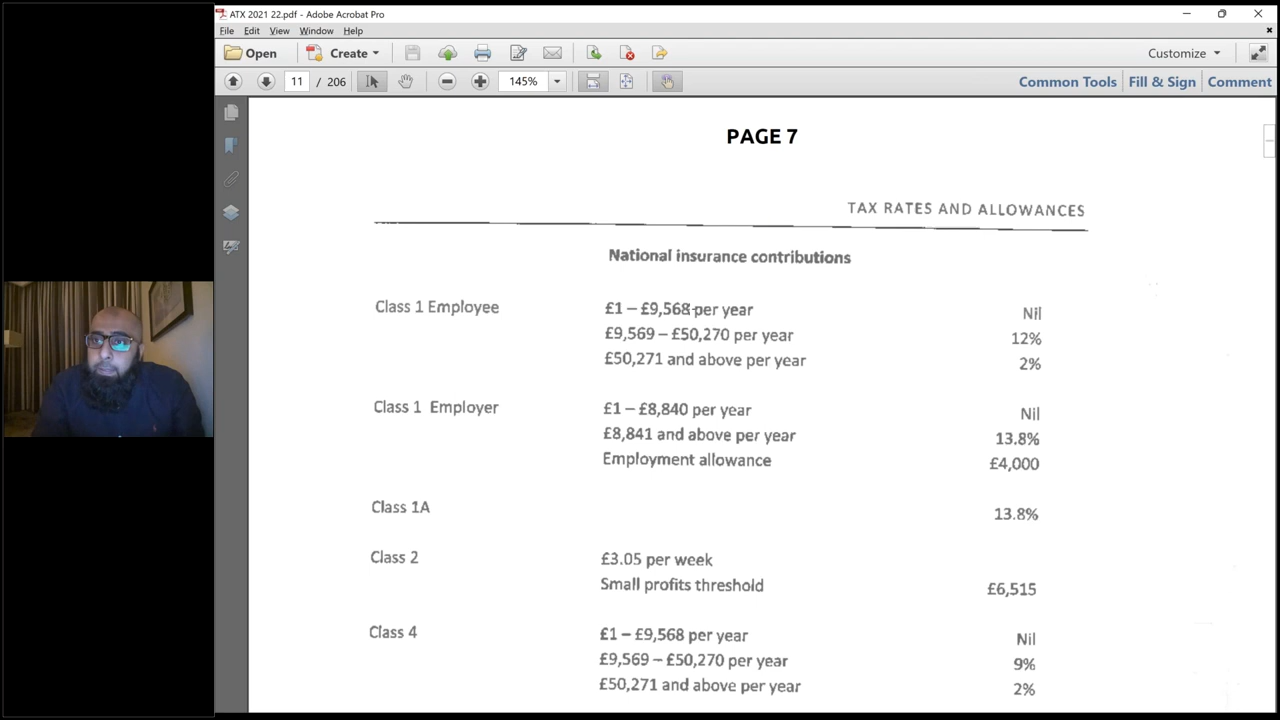 ATX 2021 22.pdf - Adobe Acrobat Pro
File Edit View Window Help
Open Create Customize
11 / 206 145% Common Tools Fill & Sign Comment
PAGE 7
TAX RATES AND ALLOWANCES
National insurance contributions
Class 1 Employee £1 – £9,568 per year Nil
£9,569 – £50,270 per year 12%
£50,271 and above per year 2%
Class 1 Employer £1 – £8,840 per year Nil
£8,841 and above per year 13.8%
Employment allowance £4,000
Class 1A 13.8%
Class 2 £3.05 per week
Small profits threshold £6,515
Class 4 £1 – £9,568 per year Nil
£9,569 – £50,270 per year 9%
£50,271 and above per year 2%